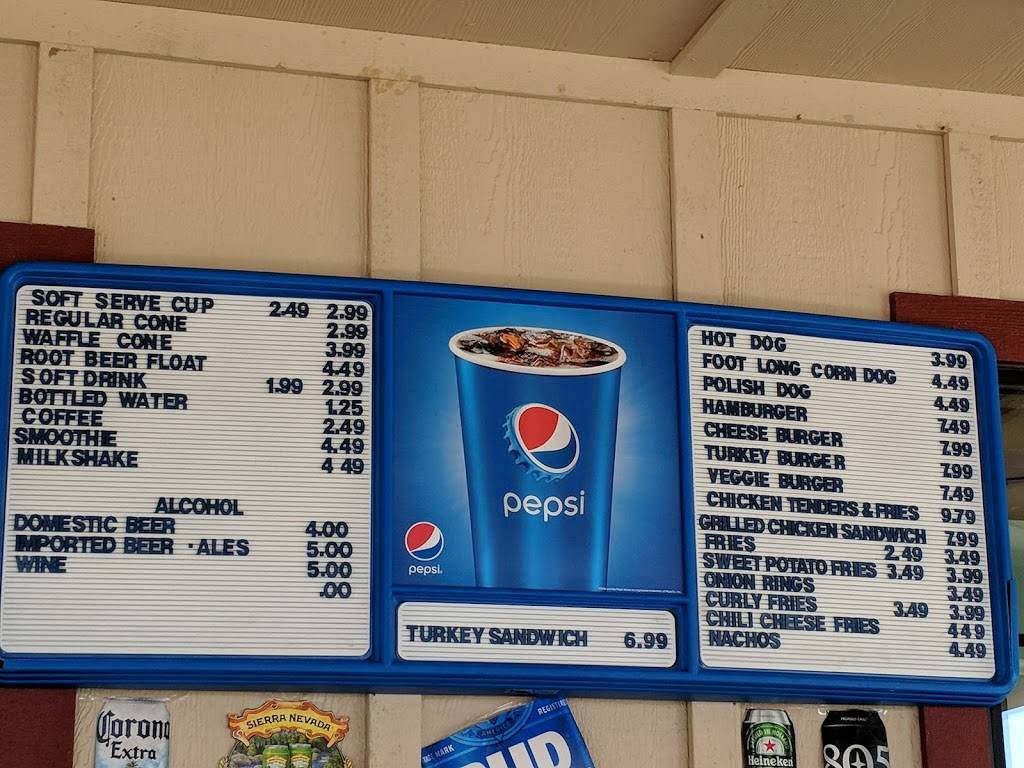 SOFT SERVE CUP 2.49 2.99
REGULAR CONE 2.99
WAFFLE CONE 3.99
ROOT BEER FLOAT 4.49
SOFT DRINK 1.99 2.99
BOTTLED WATER 1.25
COFFEE 2.49
SMOOTHIE 4.49
MILKSHAKE 4 49
ALCOHOL
DOMESTIC BEER 4.00
IMPORTED BEER · ALES 5.00
WINE 5.00
.00
pepsi
pepsi.
TURKEY SANDWICH 6.99
HOT DOG 3.99
FOOT LONG CORN DOG 4.49
POLISH DOG 4.49
HAMBURGER 7.49
CHEESE BURGER 7.99
TURKEY BURGER 7.99
VEGGIE BURGER 7.49
CHICKEN TENDERS & FRIES 9.79
GRILLED CHICKEN SANDWICH 7.99
FRIES 2.49 3.49
SWEET POTATO FRIES 3.49 3.99
ONION RINGS 3.49
CURLY FRIES 3.49 3.99
CHILI CHEESE FRIES 449
NACHOS 4.49
Corona
Extra
SIERRA NEVADA
BUD
Heineken
805